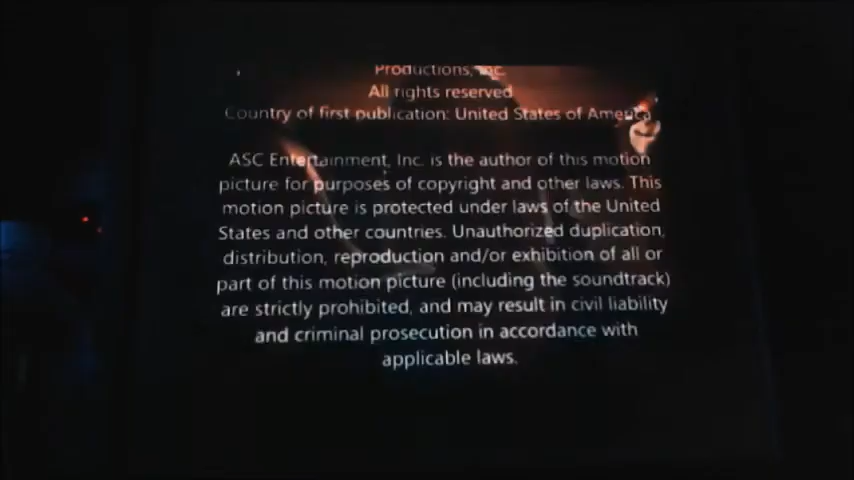 Productions, Inc.
All rights reserved
Country of first publication: United States of America
ASC Entertainment, Inc. is the author of this motion
picture for purposes of copyright and other laws. This
motion picture is protected under laws of the United
States and other countries. Unauthorized duplication,
distribution, reproduction and/or exhibition of all or
part of this motion picture (including the soundtrack)
are strictly prohibited, and may result in civil liability
and criminal prosecution in accordance with
applicable laws.